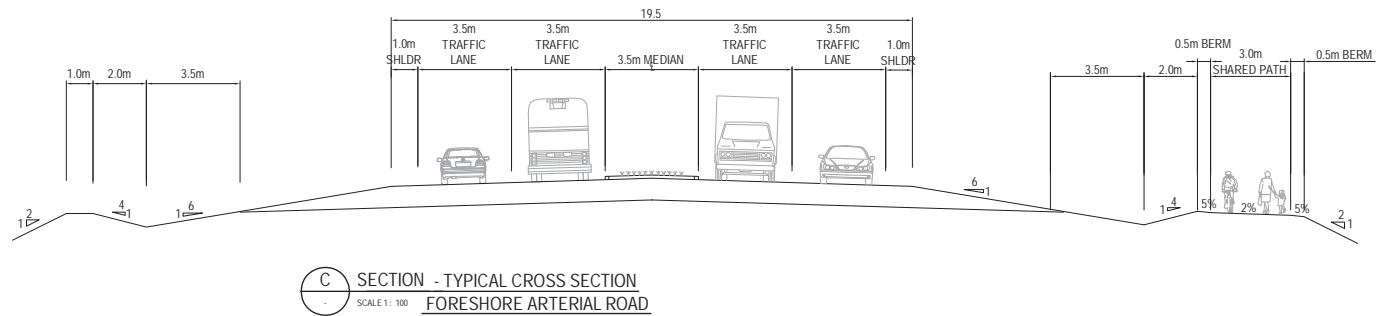 19.5
3.5m
TRAFFIC
LANE
3.5m
TRAFFIC
LANE
3.5m
TRAFFIC
LANE
3.5m
TRAFFIC
LANE
1.0m
SHLDR
3.5m MEDIAN
1.0m
SHLDR
0.5m BERM
3.0m
SHARED PATH
0.5m BERM
1.0m
2.0m
3.5m
3.5m
2.0m
2
1
4
1
6
1
6
1
4
1
5%
2%
5%
2
1
C
-
SECTION - TYPICAL CROSS SECTION
SCALE 1 : 100
FORESHORE ARTERIAL ROAD